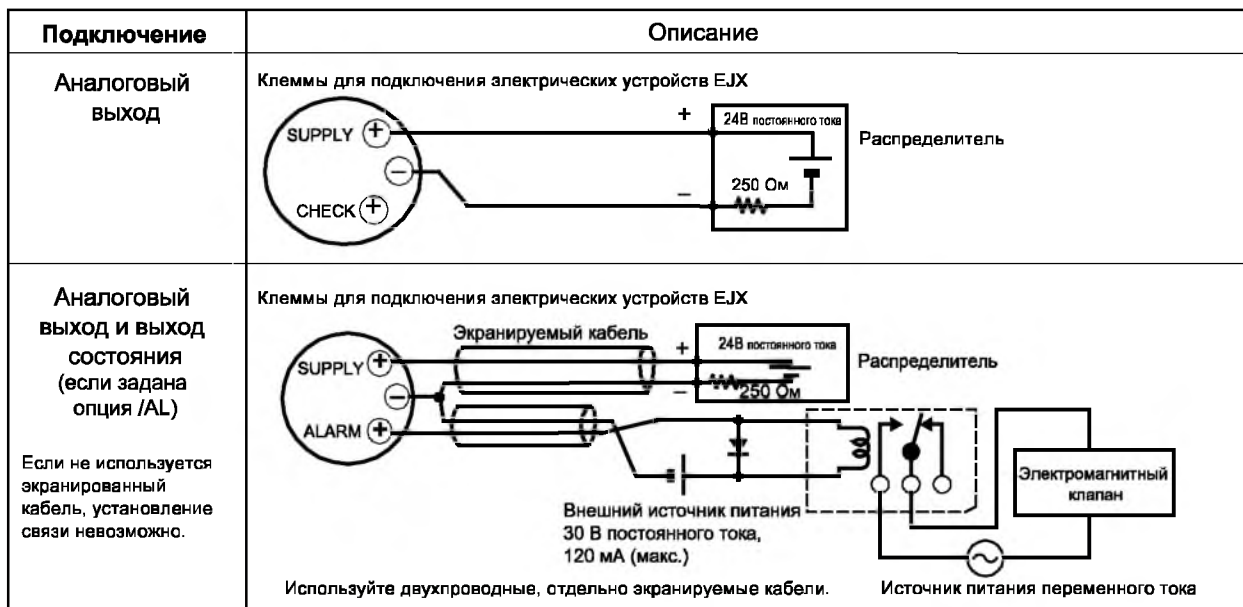 Подключение
Описание
Аналоговый
выход
Клеммы для подключения электрических устройств EJX
SUPPLY +
−
CHECK +
+
−
24В постоянного тока
250 Ом
Распределитель
Аналоговый
выход и выход
состояния
(если задана
опция /AL)
Если не используется
экранированный
кабель, установление
связи невозможно.
Клеммы для подключения электрических устройств EJX
Экранируемый кабель
SUPPLY +
−
ALARM +
+
−
24В постоянного тока
250 Ом
Распределитель
Электромагнитный
клапан
Внешний источник питания
30 В постоянного тока,
120 мА (макс.)
Используйте двухпроводные, отдельно экранируемые кабели.
Источник питания переменного тока